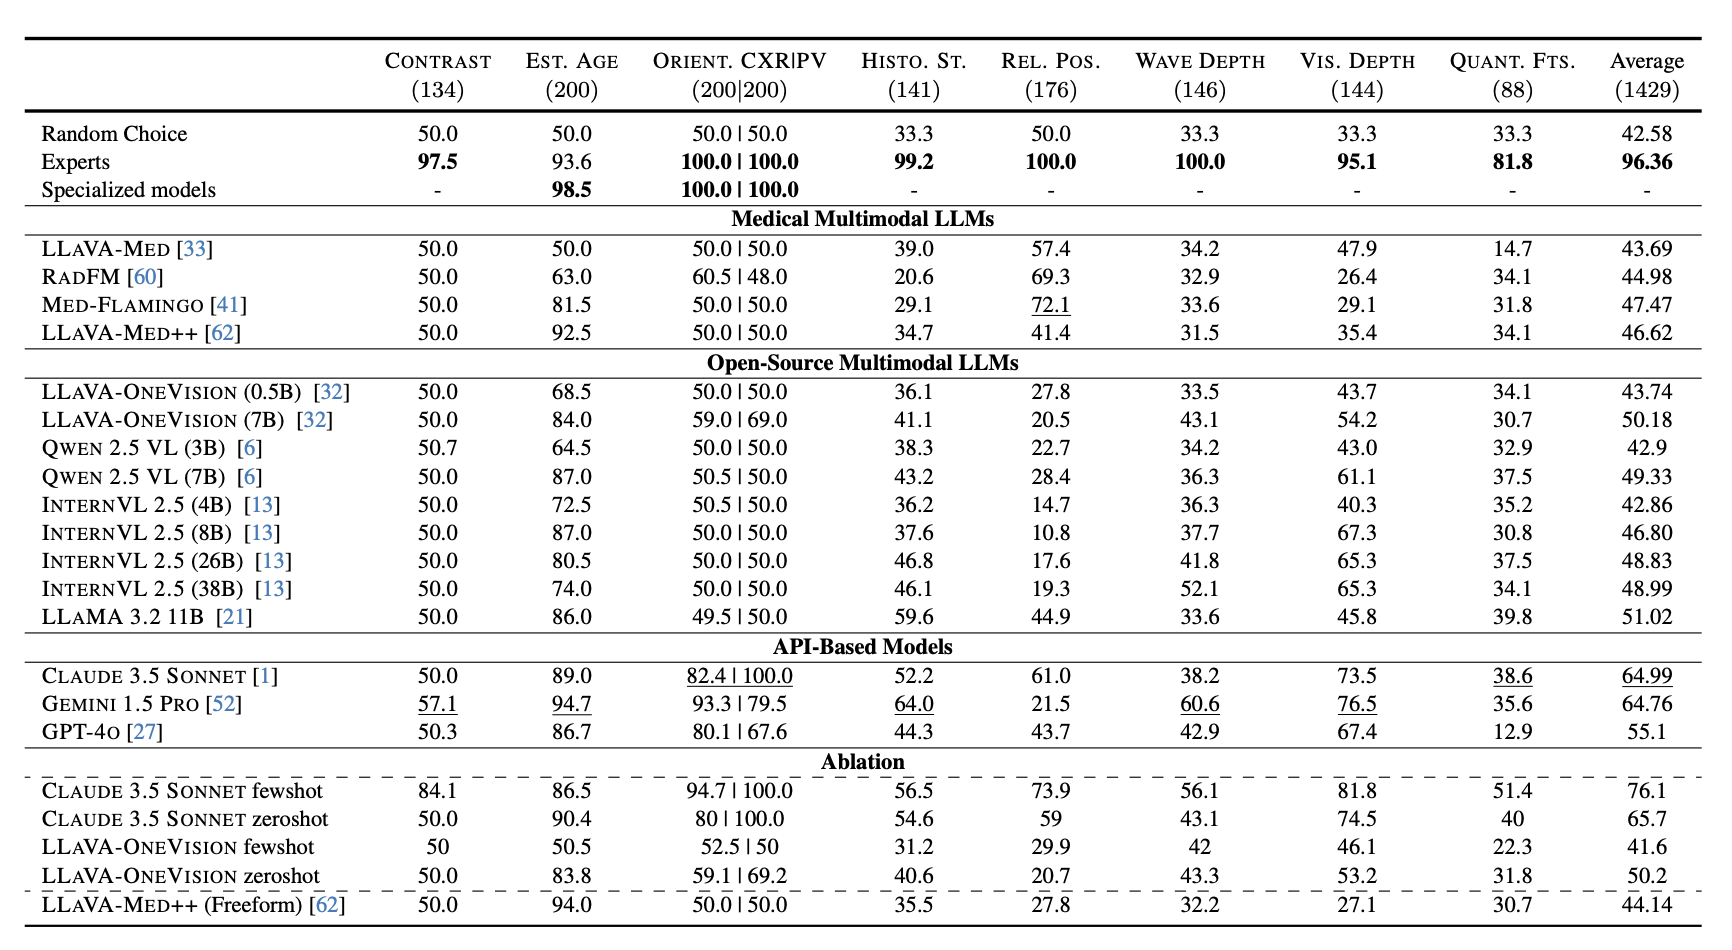 CONTRAST EST. AGE ORIENT. CXR|PV HISTO. ST. REL. POS. WAVE DEPTH VIS. DEPTH QUANT. FTS. Average
(134) (200) (200|200) (141) (176) (146) (144) (88) (1429)
Random Choice 50.0 50.0 50.0 | 50.0 33.3 50.0 33.3 33.3 33.3 42.58
Experts 97.5 93.6 100.0 | 100.0 99.2 100.0 100.0 95.1 81.8 96.36
Specialized models - 98.5 100.0 | 100.0 - - - - - -
Medical Multimodal LLMs
LLAVA-MED [33] 50.0 50.0 50.0 | 50.0 39.0 57.4 34.2 47.9 14.7 43.69
RADFM [60] 50.0 63.0 60.5 | 48.0 20.6 69.3 32.9 26.4 34.1 44.98
MED-FLAMINGO [41] 50.0 81.5 50.0 | 50.0 29.1 72.1 33.6 29.1 31.8 47.47
LLAVA-MED++ [62] 50.0 92.5 50.0 | 50.0 34.7 41.4 31.5 35.4 34.1 46.62
Open-Source Multimodal LLMs
LLAVA-ONEVISION (0.5B) [32] 50.0 68.5 50.0 | 50.0 36.1 27.8 33.5 43.7 34.1 43.74
LLAVA-ONEVISION (7B) [32] 50.0 84.0 59.0 | 69.0 41.1 20.5 43.1 54.2 30.7 50.18
QWEN 2.5 VL (3B) [6] 50.7 64.5 50.0 | 50.0 38.3 22.7 34.2 43.0 32.9 42.9
QWEN 2.5 VL (7B) [6] 50.0 87.0 50.5 | 50.0 43.2 28.4 36.3 61.1 37.5 49.33
INTERNVL 2.5 (4B) [13] 50.0 72.5 50.5 | 50.0 36.2 14.7 36.3 40.3 35.2 42.86
INTERNVL 2.5 (8B) [13] 50.0 87.0 50.0 | 50.0 37.6 10.8 37.7 67.3 30.8 46.80
INTERNVL 2.5 (26B) [13] 50.0 80.5 50.0 | 50.0 46.8 17.6 41.8 65.3 37.5 48.83
INTERNVL 2.5 (38B) [13] 50.0 74.0 50.0 | 50.0 46.1 19.3 52.1 65.3 34.1 48.99
LLAMA 3.2 11B [21] 50.0 86.0 49.5 | 50.0 59.6 44.9 33.6 45.8 39.8 51.02
API-Based Models
CLAUDE 3.5 SONNET [1] 50.0 89.0 82.4 | 100.0 52.2 61.0 38.2 73.5 38.6 64.99
GEMINI 1.5 PRO [52] 57.1 94.7 93.3 | 79.5 64.0 21.5 60.6 76.5 35.6 64.76
GPT-4O [27] 50.3 86.7 80.1 | 67.6 44.3 43.7 42.9 67.4 12.9 55.1
Ablation
CLAUDE 3.5 SONNET fewshot 84.1 86.5 94.7 | 100.0 56.5 73.9 56.1 81.8 51.4 76.1
CLAUDE 3.5 SONNET zeroshot 50.0 90.4 80 | 100.0 54.6 59 43.1 74.5 40 65.7
LLAVA-ONEVISION fewshot 50 50.5 52.5 | 50 31.2 29.9 42 46.1 22.3 41.6
LLAVA-ONEVISION zeroshot 50.0 83.8 59.1 | 69.2 40.6 20.7 43.3 53.2 31.8 50.2
LLAVA-MED++ (Freeform) [62] 50.0 94.0 50.0 | 50.0 35.5 27.8 32.2 27.1 30.7 44.14